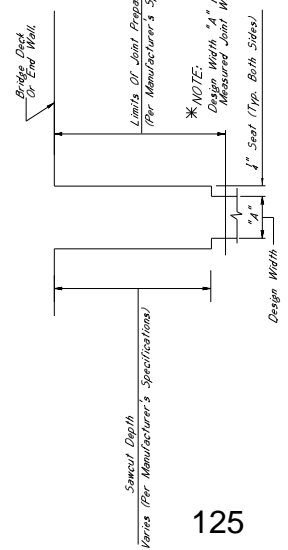 Bridge Deck
Or End Wall.
Limits Of Joint Prepa
(Per Manufacturer's S
* NOTE:
Design Width "A"
Measured Joint W
¼" Seat (Typ. Both Sides)
"A"
Design Width
Sawcut Depth
Varies (Per Manufacturer's Specifications)
125